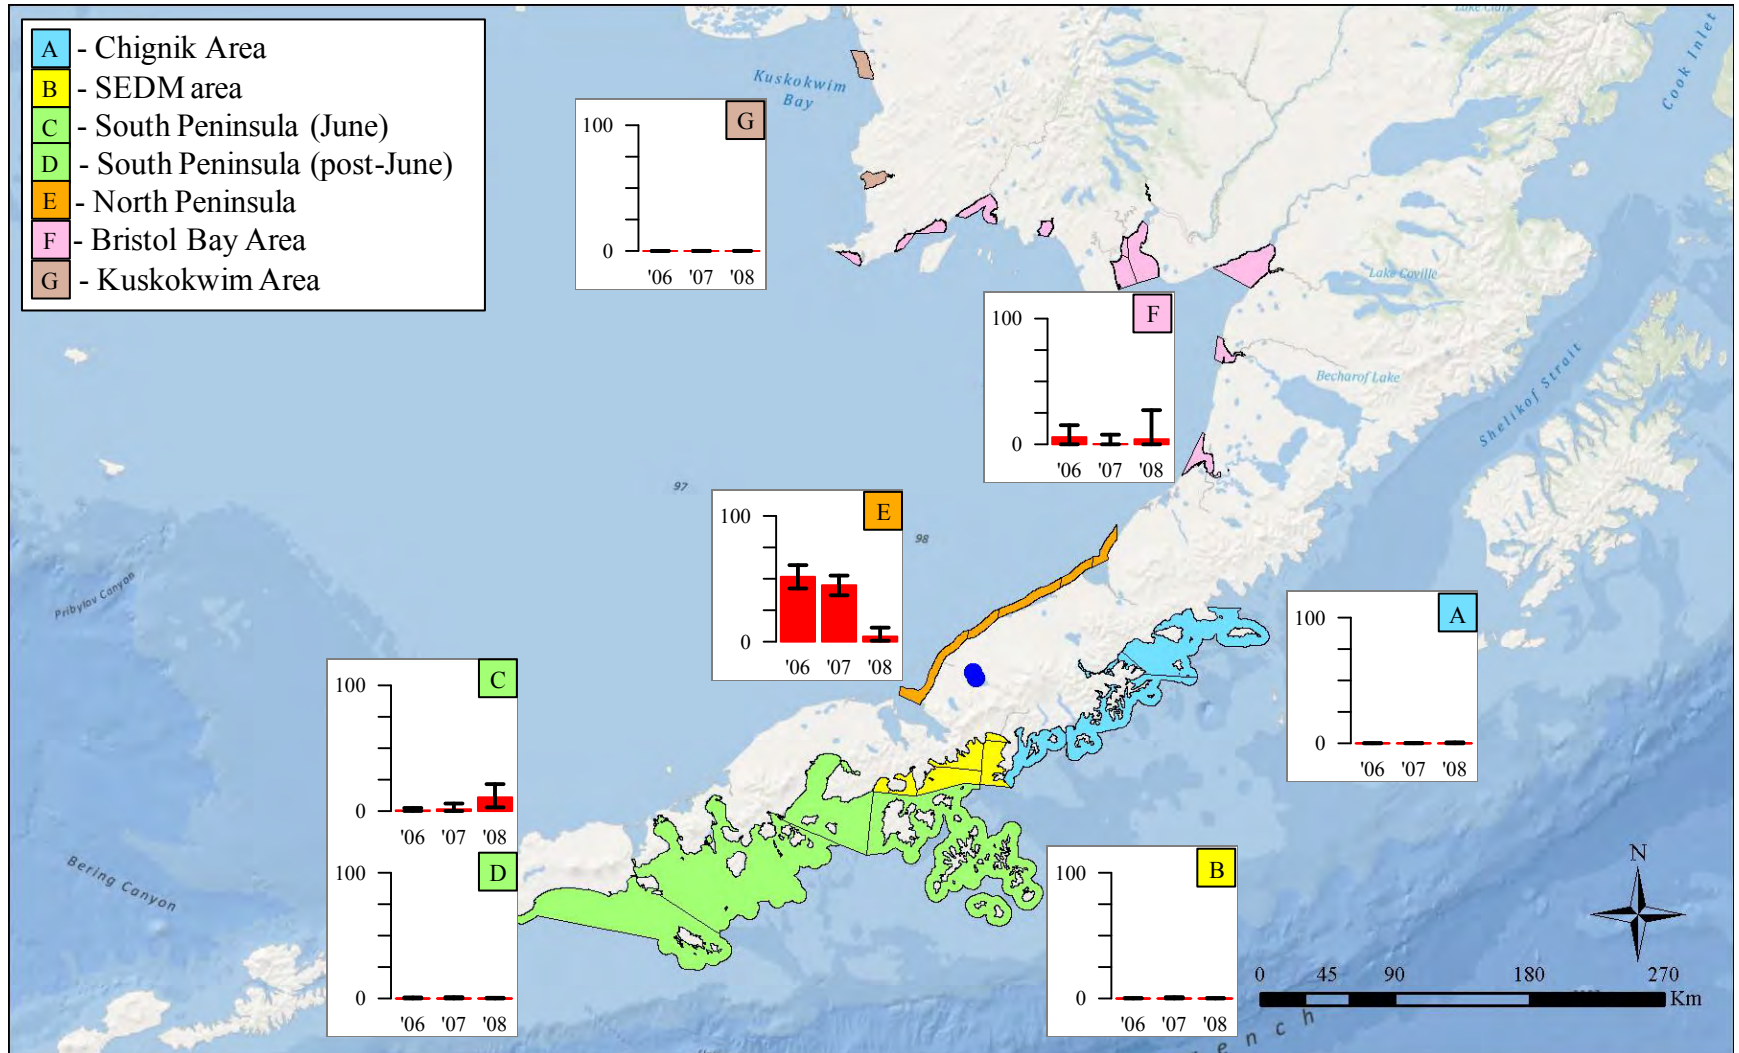 A - Chignik Area
B - SEDM area
C - South Peninsula (June)
D - South Peninsula (post-June)
E - North Peninsula
F - Bristol Bay Area
G - Kuskokwim Area
Lake Clark
Cook Inlet
Kuskokwim
Bay
G
100
0
'06 '07 '08
Lake Coville
F
100
0
'06 '07 '08
Becharof Lake
Shelikof Strait
97
98
E
100
0
'06 '07 '08
Pribylov Canyon
A
100
0
'06 '07 '08
C
100
0
'06 '07 '08
Bering Canyon
D
100
0
'06 '07 '08
B
100
0
'06 '07 '08
N
0 45 90 180 270
Km
ench